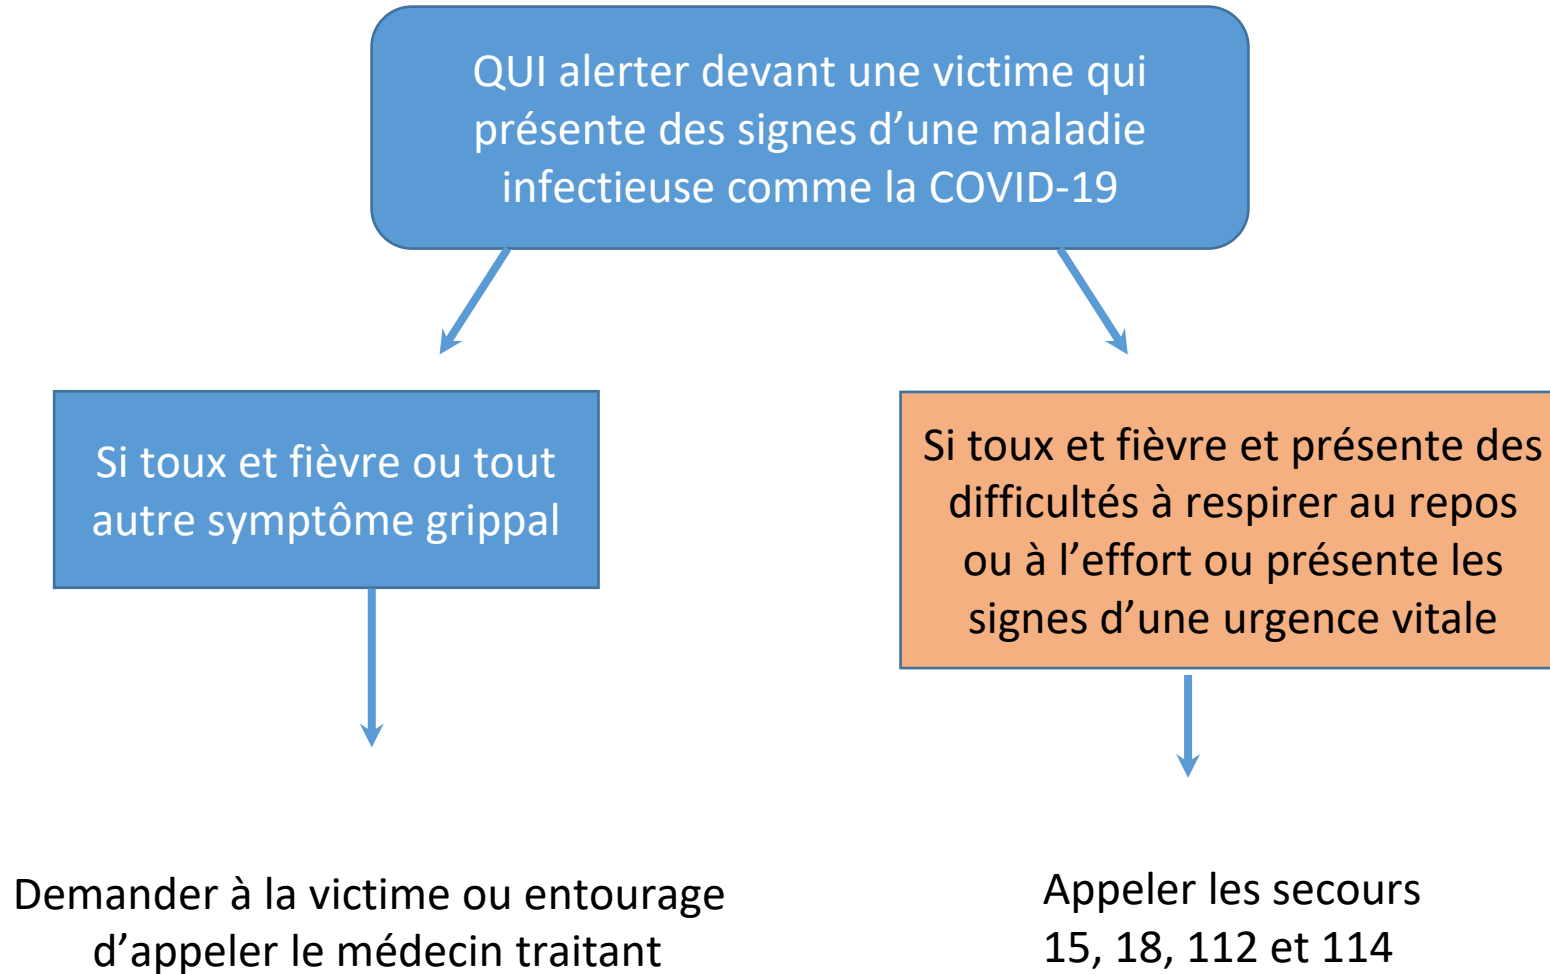 QUI alerter devant une victime qui
présente des signes d’une maladie
infectieuse comme la COVID-19
Si toux et fièvre ou tout
autre symptôme grippal
Si toux et fièvre et présente des
difficultés à respirer au repos
ou à l’effort ou présente les
signes d’une urgence vitale
Demander à la victime ou entourage
d’appeler le médecin traitant
Appeler les secours
15, 18, 112 et 114